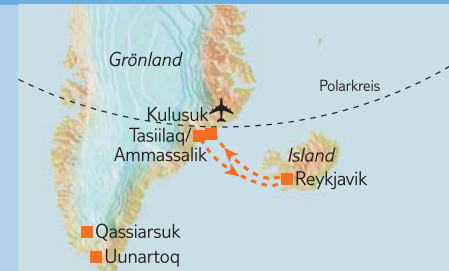 Grönland
Polarkreis
Kulusuk
Tasiilaq/
Ammassalik
Island
Reykjavik
Qassiarsuk
Uunartoq